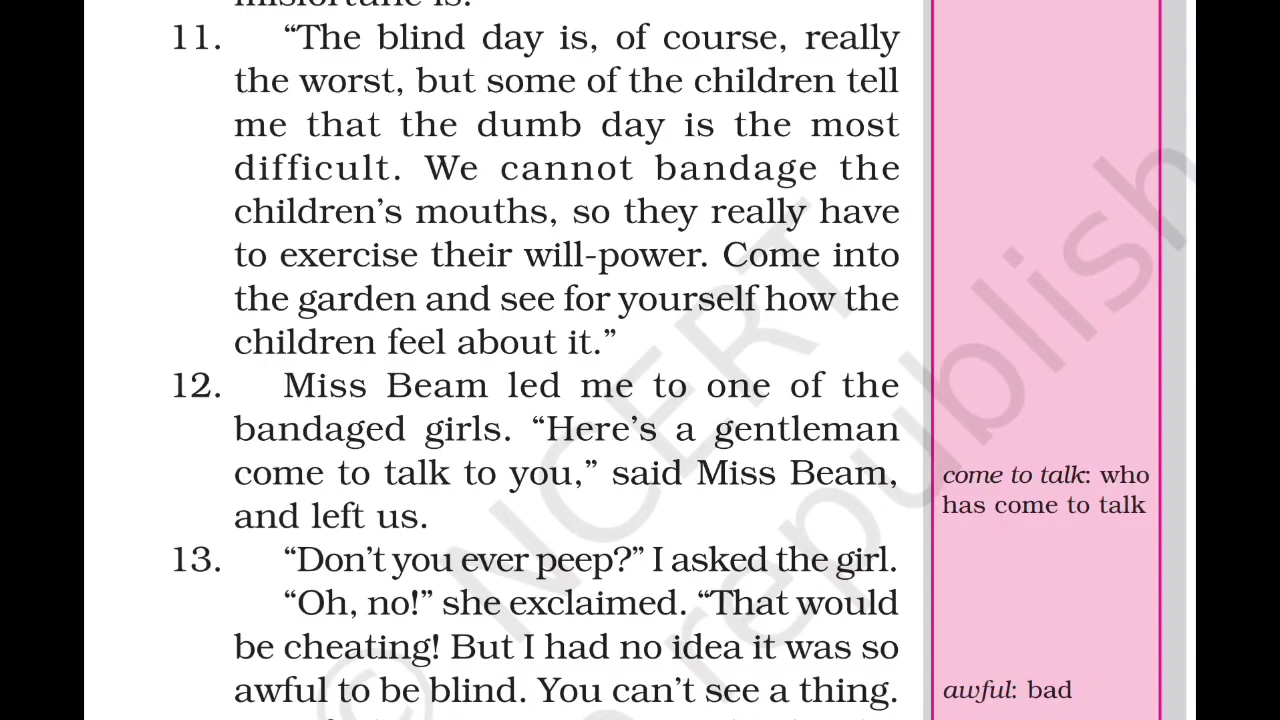 misfortune is.
11. “The blind day is, of course, really
the worst, but some of the children tell
me that the dumb day is the most
difficult. We cannot bandage the
children’s mouths, so they really have
to exercise their will-power. Come into
the garden and see for yourself how the
children feel about it.”
12. Miss Beam led me to one of the
bandaged girls. “Here’s a gentleman
come to talk to you,” said Miss Beam,
and left us.
13. “Don’t you ever peep?” I asked the girl.
“Oh, no!” she exclaimed. “That would
be cheating! But I had no idea it was so
awful to be blind. You can’t see a thing.
come to talk: who
has come to talk
awful: bad
© NCERT
republish